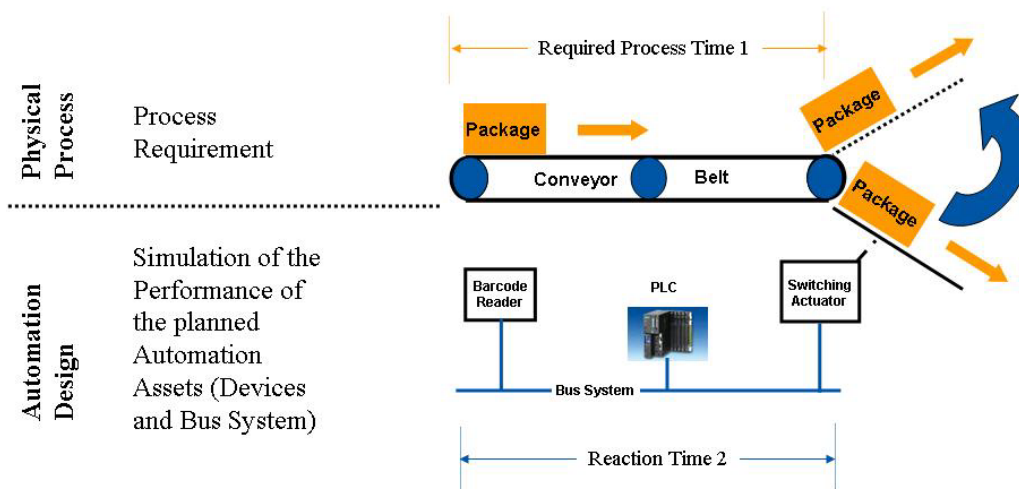 Required Process Time 1
Physical
Process
Process
Requirement
Package
Package
Package
Conveyor Belt
Automation
Design
Simulation of the
Performance of
the planned
Automation
Assets (Devices
and Bus System)
Barcode
Reader
PLC
Switching
Actuator
Bus System
Reaction Time 2